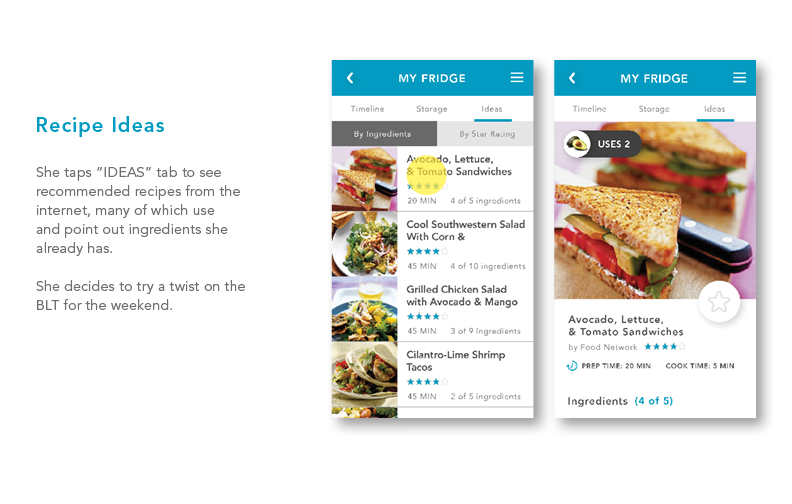 Recipe Ideas
She taps “IDEAS” tab to see
recommended recipes from the
internet, many of which use
and point out ingredients she
already has.
She decides to try a twist on the
BLT for the weekend.
MY FRIDGE
Timeline Storage Ideas
By Ingredients By Star Rating
Avocado, Lettuce,
& Tomato Sandwiches
20 MIN 4 of 5 ingredients
Cool Southwestern Salad
With Corn &
45 MIN 4 of 10 ingredients
Grilled Chicken Salad
with Avocado & Mango
45 MIN 3 of 9 ingredients
Cilantro-Lime Shrimp
Tacos
45 MIN 2 of 5 ingredients
MY FRIDGE
Timeline Storage Ideas
USES 2
Avocado, Lettuce,
& Tomato Sandwiches
by Food Network
PREP TIME: 20 MIN COOK TIME: 5 MIN
Ingredients (4 of 5)